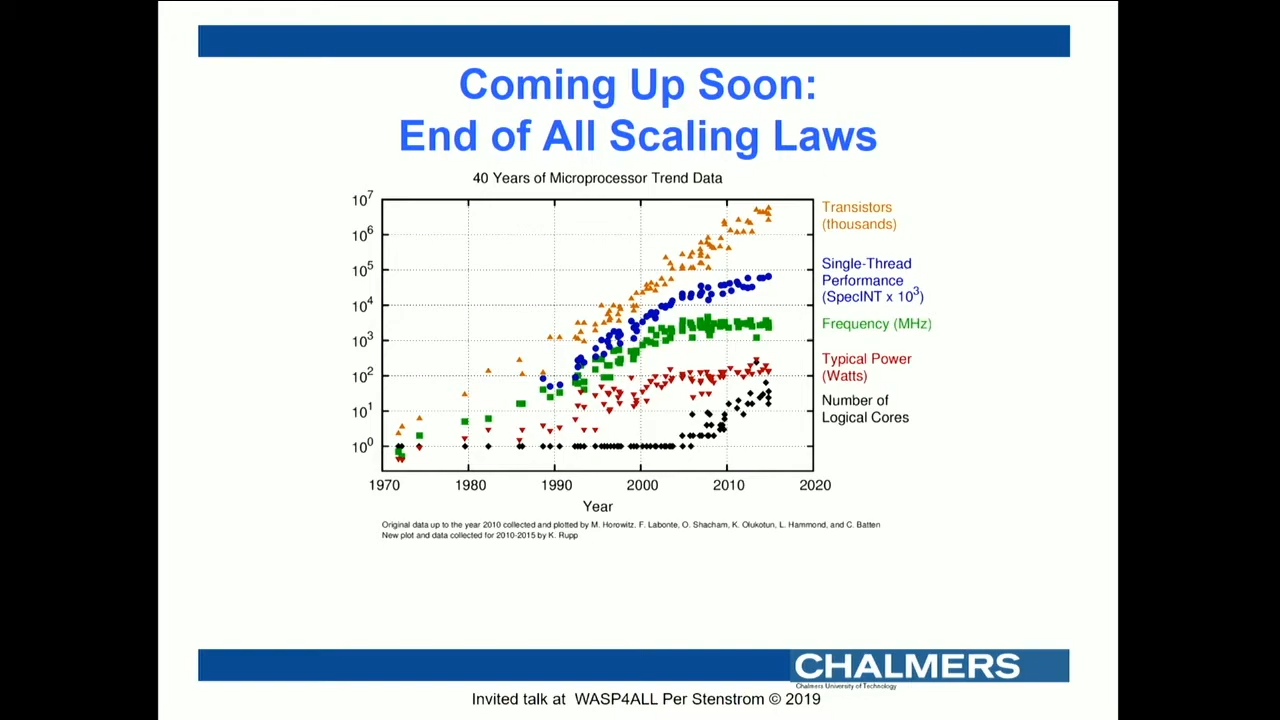 Coming Up Soon:
End of All Scaling Laws
40 Years of Microprocessor Trend Data
10^7
10^6
10^5
10^4
10^3
10^2
10^1
10^0
Transistors
(thousands)
Single-Thread
Performance
(SpecINT x 10^3)
Frequency (MHz)
Typical Power
(Watts)
Number of
Logical Cores
1970 1980 1990 2000 2010 2020
Year
Original data up to the year 2010 collected and plotted by M. Horowitz, F. Labonte, O. Shacham, K. Olukotun, L. Hammond, and C. Batten
New plot and data collected for 2010-2015 by K. Rupp
CHALMERS
Chalmers University of Technology
Invited talk at WASP4ALL Per Stenstrom © 2019